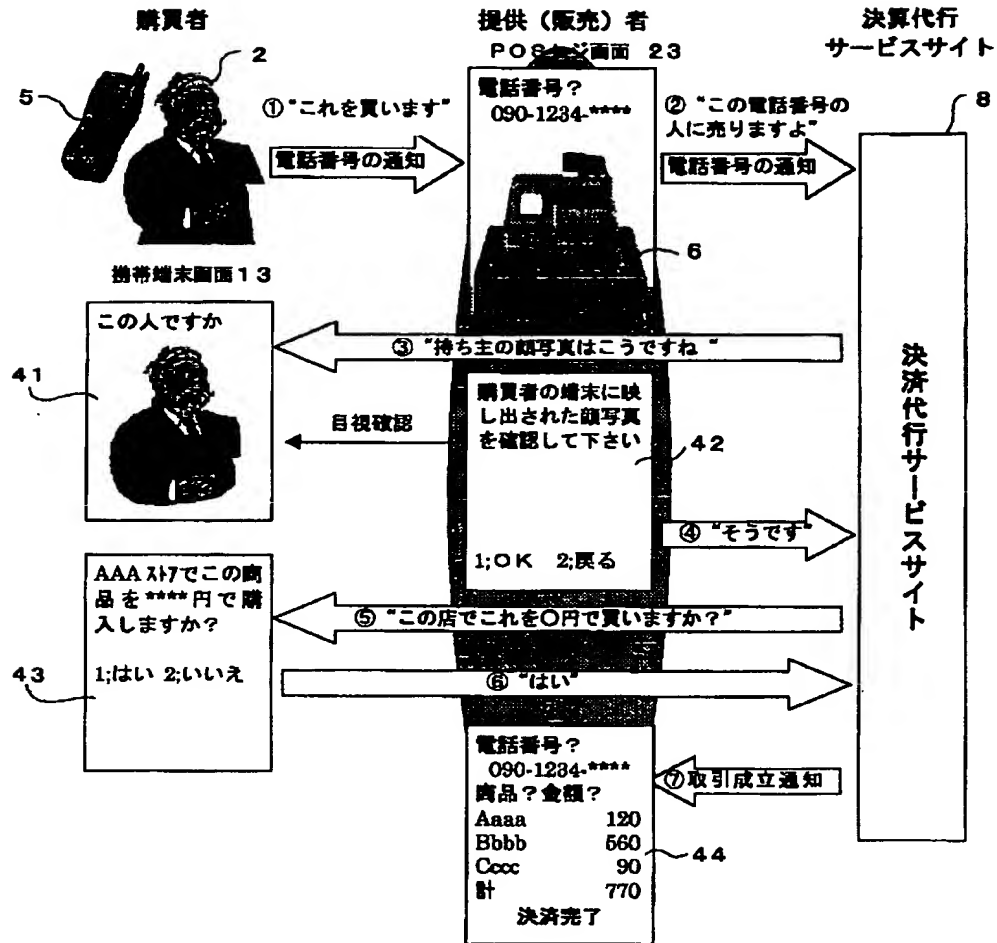 購買者
提供(販売)者
決算代行
サービスサイト
POSレジ画面 23
2
5
8
電話番号?
090-1234-****
①“これを買います”
電話番号の通知
②“この電話番号の
人に売りますよ”
電話番号の通知
6
携帯端末画面13
この人ですか
41
③“持ち主の顔写真はこうですね ”
目視確認
購買者の端末に映
し出された顔写真
を確認して下さい
42
1;OK 2;戻る
④“そうです”
決済代行サービスサイト
AAA ストアでこの商
品を****円で購
入しますか?
1;はい 2;いいえ
43
⑤“この店でこれを〇円で買いますか?”
⑥“はい”
電話番号?
090-1234-****
商品?金額?
Aaaa 120
Bbbb 560
Cccc 90
計 770
決済完了
⑦取引成立通知
44